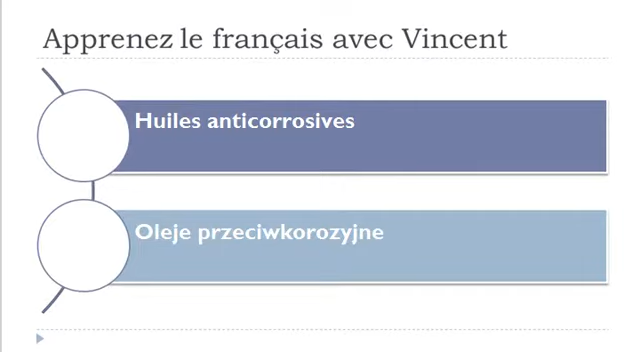 Apprenez le français avec Vincent
Huiles anticorrosives
Oleje przeciwkorozyjne